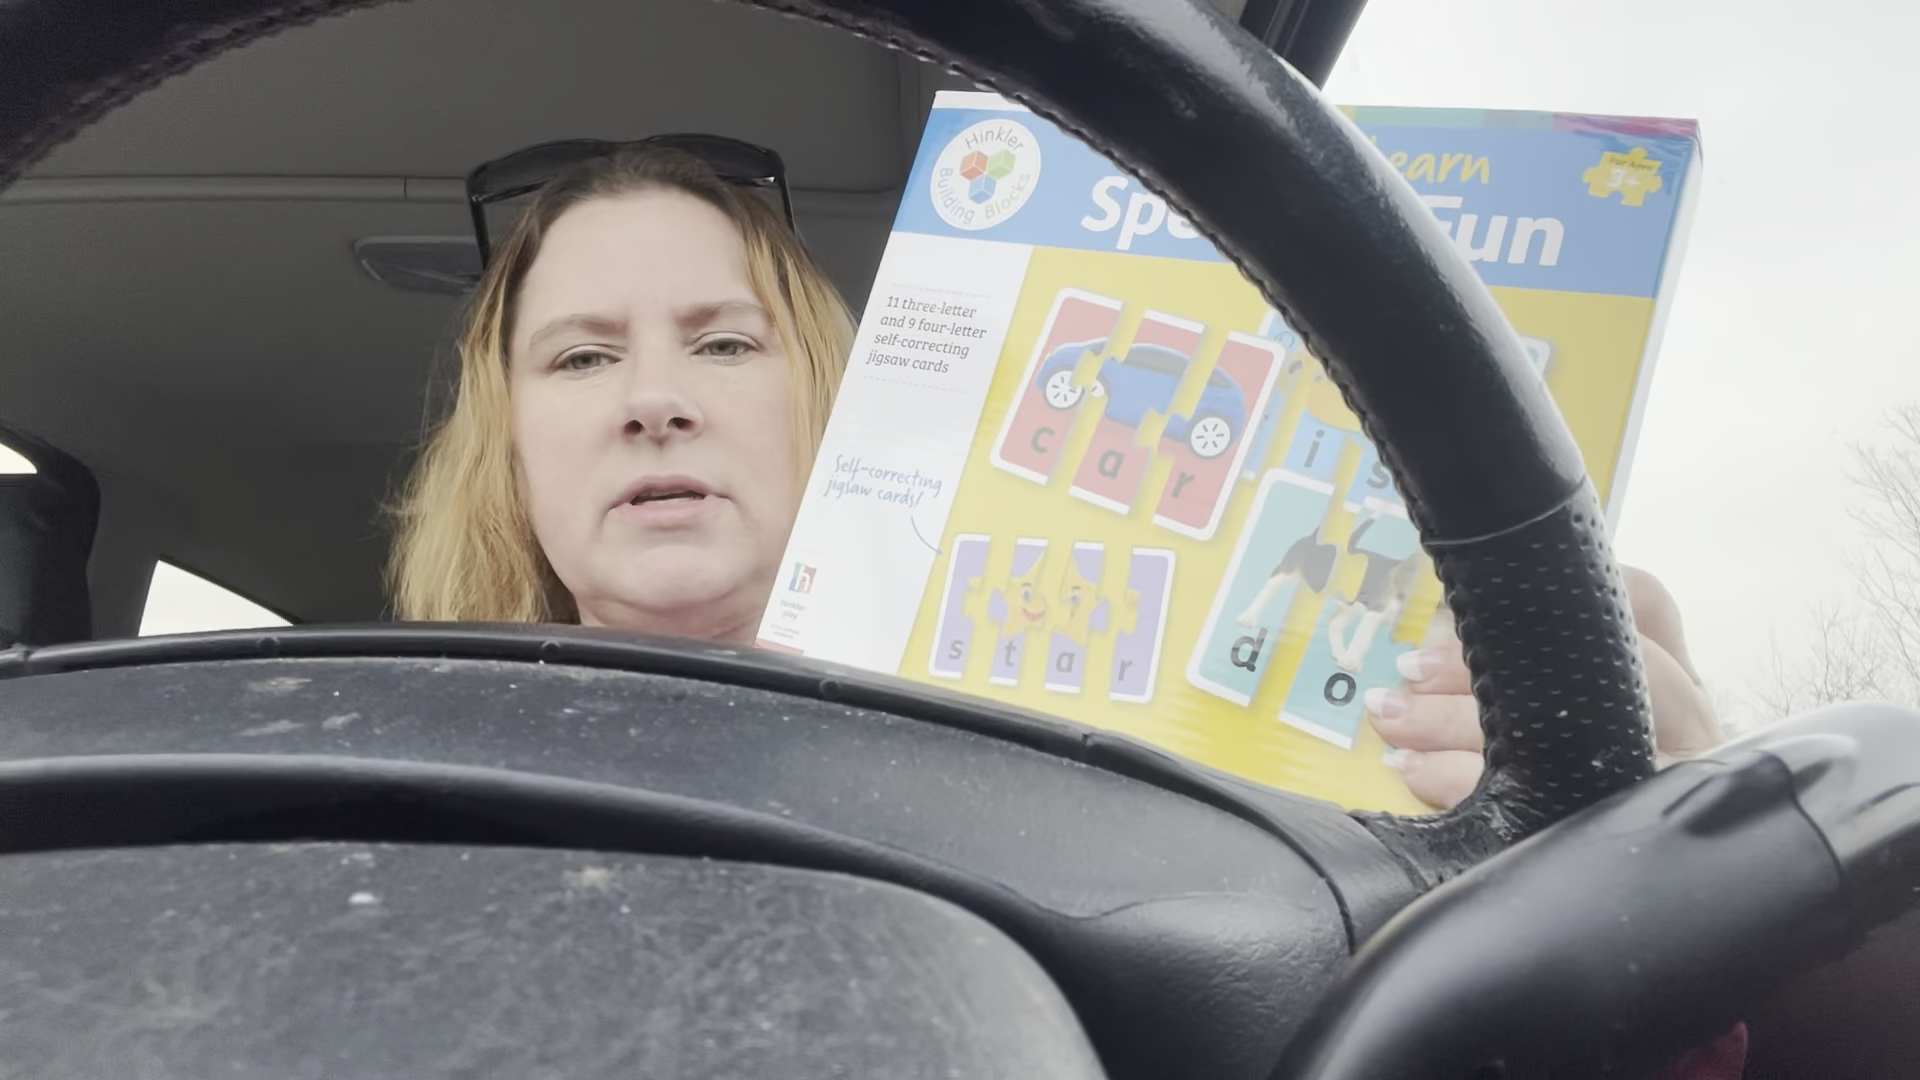 Hinkler
Building Blocks
Learn
Fun
For Ages
3+
11 three-letter
and 9 four-letter
self-correcting
jigsaw cards
Self-correcting
jigsaw cards!
c a r
i s
d o
s t a r
h
hinkler
play